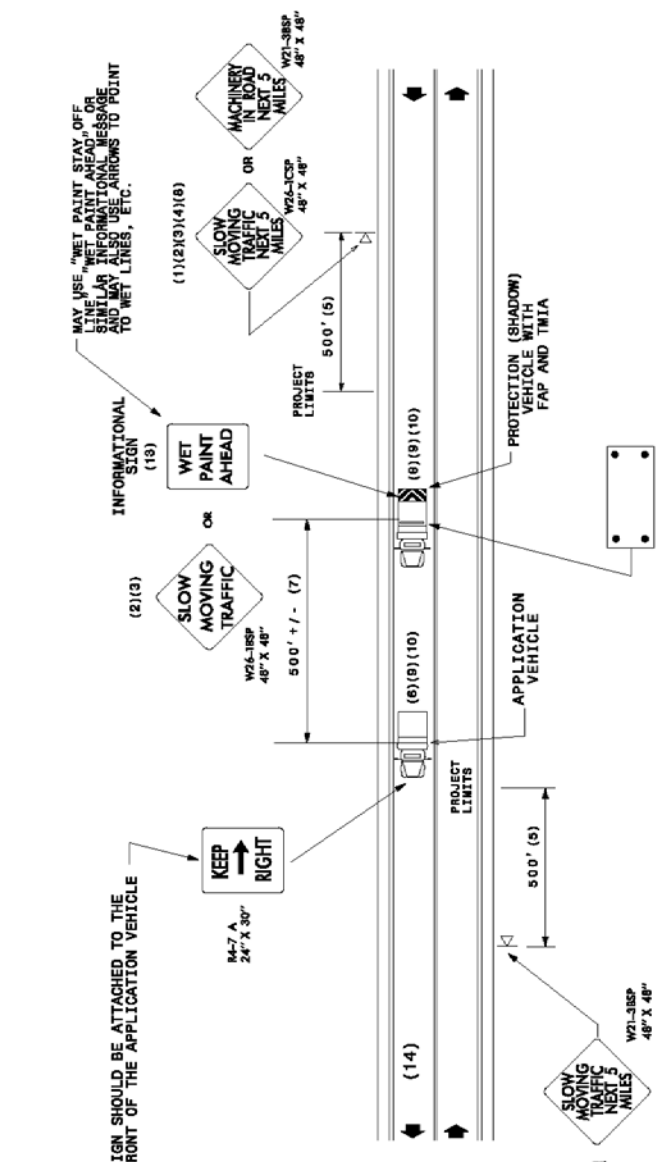 MAY USE "WET PAINT STAY OFF
LINE", "WET PAINT AHEAD", OR
SIMILAR INFORMATIONAL MESSAGE
AND MAY ALSO USE ARROWS TO POINT
TO WET LINES, ETC.
IGN SHOULD BE ATTACHED TO THE
RONT OF THE APPLICATION VEHICLE
INFORMATIONAL
SIGN
(13)
WET
PAINT
AHEAD
OR
(2)(3)
SLOW
MOVING
TRAFFIC
W26-1BSP
48" X 48"
(1)(2)(3)(4)(8)
SLOW
MOVING
TRAFFIC
NEXT 5
MILES
W26-1CSP
48" X 48"
OR
MACHINERY
IN ROAD
NEXT 5
MILES
W21-3BSP
48" X 48"
KEEP
RIGHT
R4-7 A
24" X 30"
500' +/- (7)
PROJECT
LIMITS
500' (5)
(14)
(6)(9)(10)
(8)(9)(10)
PROJECT
LIMITS
500' (5)
APPLICATION
VEHICLE
PROTECTION (SHADOW)
VEHICLE WITH
FAP AND TMIA
SLOW
MOVING
TRAFFIC
NEXT 5
MILES
W21-3BSP
48" X 48"